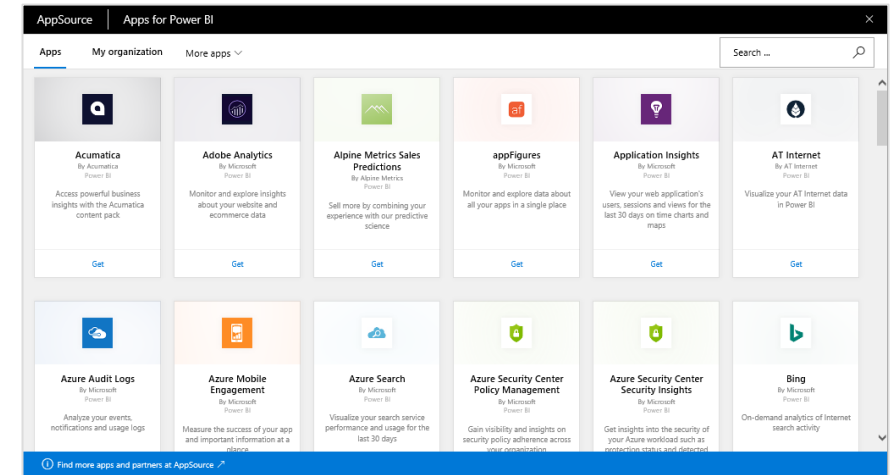 AppSource Apps for Power BI
Apps My organization More apps Search ...
Acumatica
By Acumatica
Power BI
Access powerful business
insights with the Acumatica
content pack
Get
Adobe Analytics
By Microsoft
Power BI
Monitor and explore insights
about your website and
ecommerce data
Get
Alpine Metrics Sales
Predictions
By Alpine Metrics
Power BI
Sell more by combining your
experience with our predictive
science
Get
af
appFigures
By Microsoft
Power BI
Monitor and explore data about
all your apps in a single place
Get
Application Insights
By Microsoft
Power BI
View your web application's
users, sessions and views for the
last 30 days on time charts and
maps
Get
AT Internet
By AT Internet
Power BI
Visualize your AT Internet data
in Power BI
Get
Azure Audit Logs
By Microsoft
Power BI
Analyze your events,
notifications and usage logs
Azure Mobile
Engagement
By Microsoft
Power BI
Measure the success of your app
and important information at a
glance
Azure Search
By Microsoft
Power BI
Visualize your search service
performance and usage for the
last 30 days
Azure Security Center
Policy Management
By Microsoft
Power BI
Gain visibility and insights on
security policy adherence across
your organization
Azure Security Center
Security Insights
By Microsoft
Power BI
Get insights into the security of
your Azure workload such as
protection status and detected
Bing
By Microsoft
Power BI
On-demand analytics of Internet
search activity
Find more apps and partners at AppSource